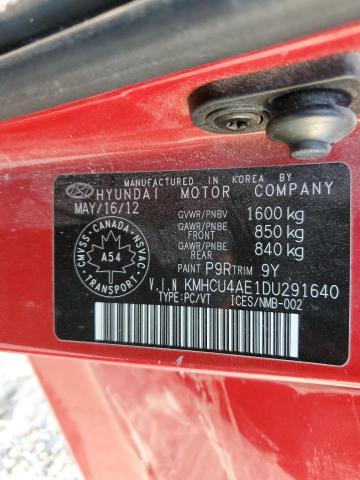 MANUFACTURED IN KOREA BY
HYUNDAI MOTOR COMPANY
MAY/16/12
GVWR/PNBV 1600 kg
GAWR/PNBE FRONT 850 kg
GAWR/PNBE REAR 840 kg
PAINT P9R TRIM 9Y
V.I.N KMHCU4AE1DU291640
TYPE:PC/VT ICES/NMB-002
CMVSS-CANADA-NSVAC
A54
TRANSPORT